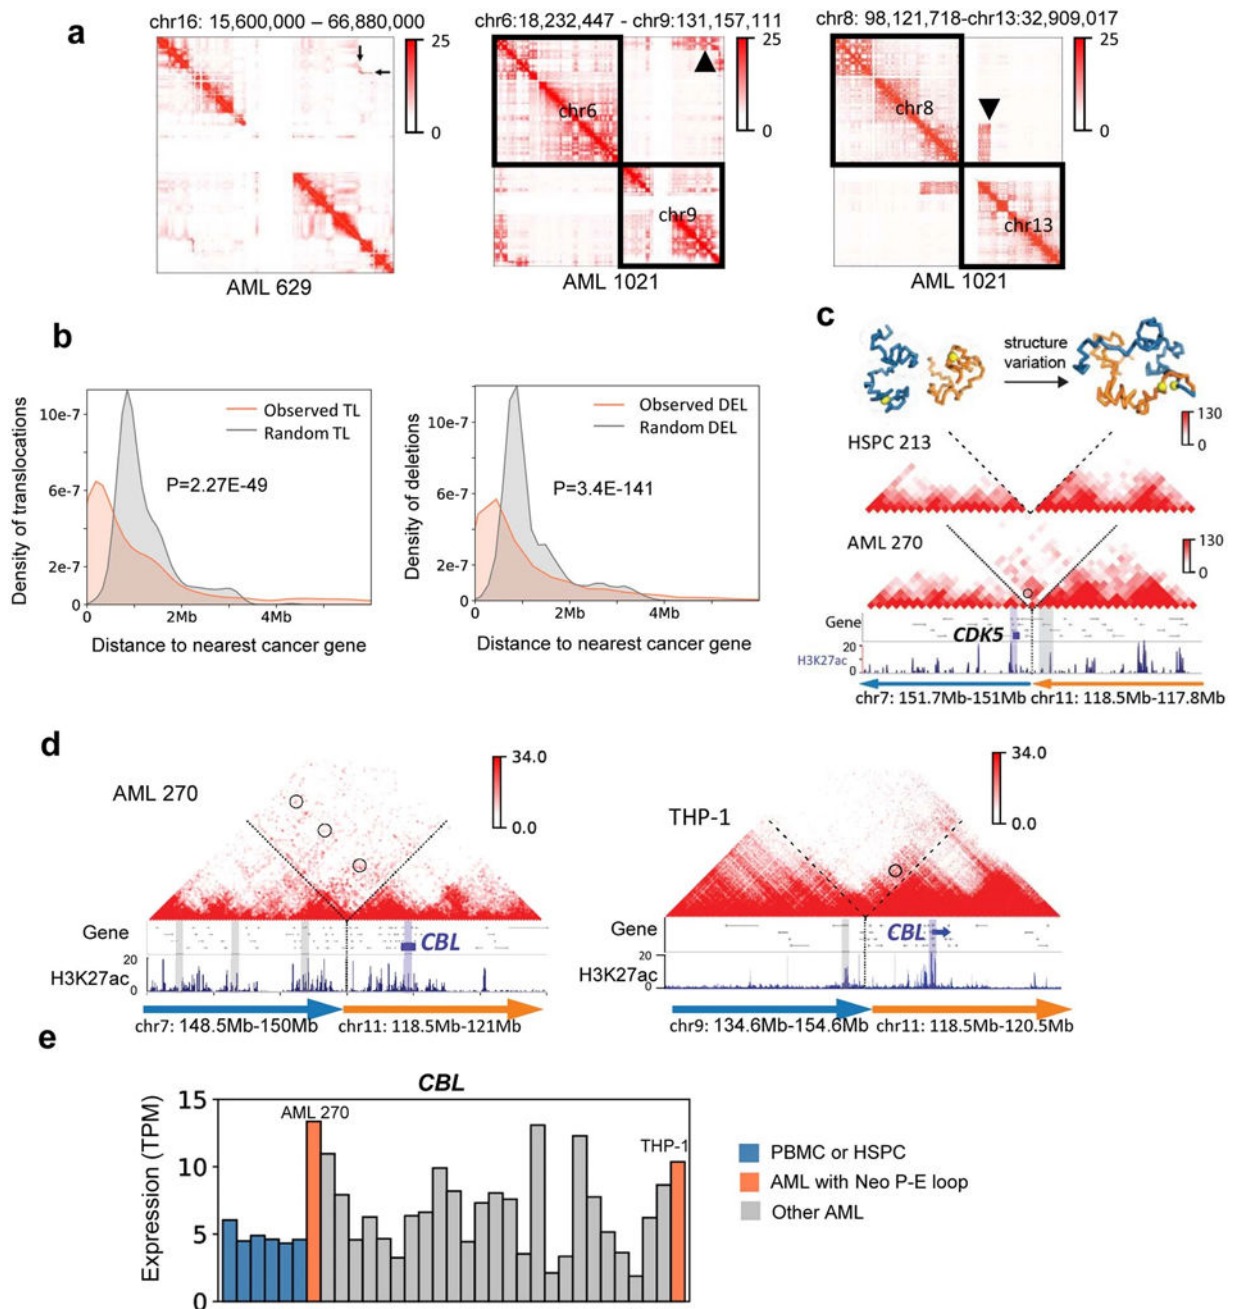 a
chr16: 15,600,000 – 66,880,000
25
0
AML 629
chr6:18,232,447 - chr9:131,157,111
25
0
chr6
chr9
AML 1021
chr8: 98,121,718-chr13:32,909,017
25
0
chr8
chr13
AML 1021
b
Density of translocations
10e-7
6e-7
2e-7
0
0
2Mb
4Mb
Observed TL
Random TL
P=2.27E-49
Distance to nearest cancer gene
Density of deletions
10e-7
6e-7
2e-7
0
0
2Mb
4Mb
Observed DEL
Random DEL
P=3.4E-141
Distance to nearest cancer gene
c
structure
variation
130
0
HSPC 213
AML 270
130
0
Gene
CDK5
20
H3K27ac
0
chr7: 151.7Mb-151Mb
chr11: 118.5Mb-117.8Mb
d
AML 270
34.0
0.0
Gene
CBL
20
H3K27ac
0
chr7: 148.5Mb-150Mb
chr11: 118.5Mb-121Mb
THP-1
34.0
0.0
Gene
CBL
20
H3K27ac
0
chr9: 134.6Mb-154.6Mb
chr11: 118.5Mb-120.5Mb
e
CBL
Expression (TPM)
15
10
5
0
AML 270
THP-1
PBMC or HSPC
AML with Neo P-E loop
Other AML